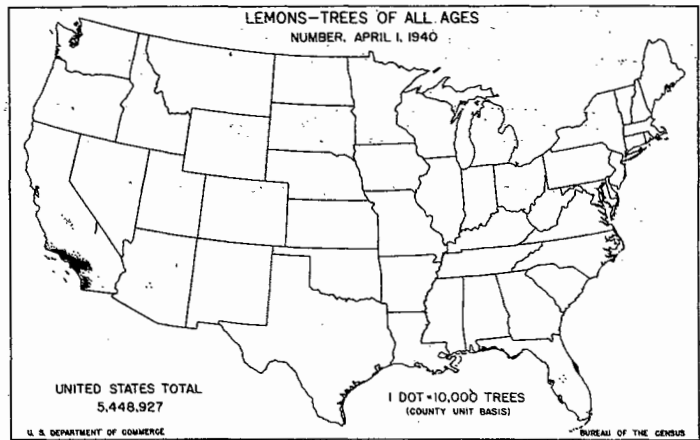 LEMONS-TREES OF ALL AGES
NUMBER, APRIL 1, 1940
UNITED STATES TOTAL
5,448,927
1 DOT=10,000 TREES
(COUNTY UNIT BASIS)
U. S. DEPARTMENT OF COMMERCE
BUREAU OF THE CENSUS